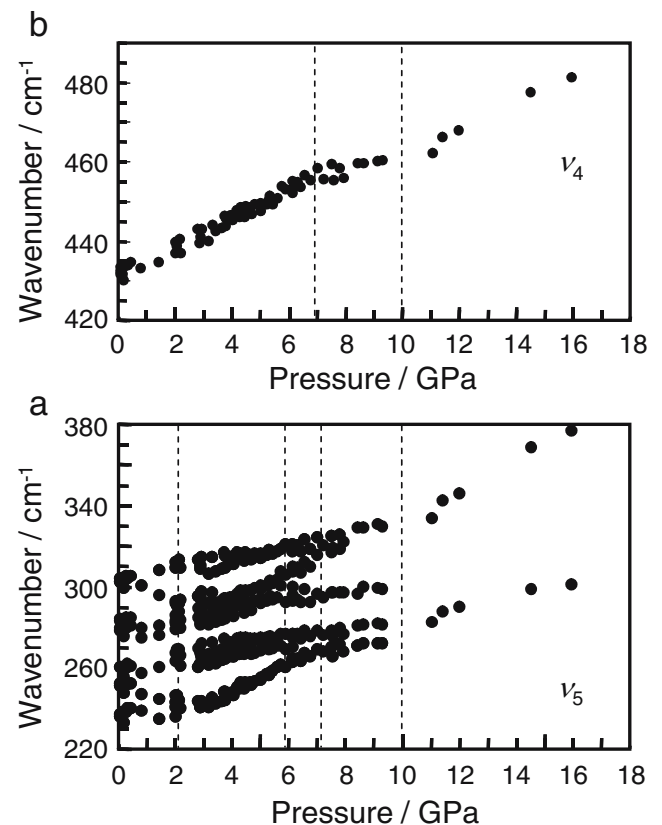 b
Wavenumber / cm⁻¹
480
460
440
420
ν₄
0 2 4 6 8 10 12 14 16 18
Pressure / GPa
a
Wavenumber / cm⁻¹
380
340
300
260
220
ν₅
0 2 4 6 8 10 12 14 16 18
Pressure / GPa